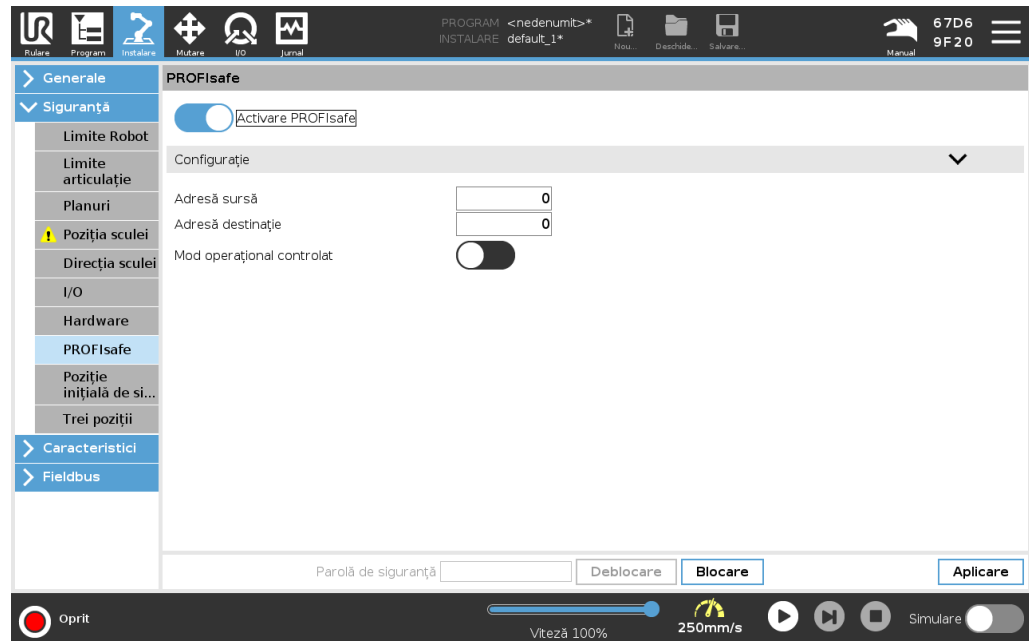 PROGRAM <nedenumit>*
INSTALARE default_1*
67D6
9F20
Rulare Program Instalare Mutare I/O Jurnal Nou... Deschide... Salvare... Manual
Generale
PROFIsafe
Siguranță
Activare PROFIsafe
Limite Robot
Configurație
Limite
articulație
Adresă sursă 0
Planuri
Adresă destinație 0
Poziția sculei
Mod operațional controlat
Direcția sculei
I/O
Hardware
PROFIsafe
Poziție
inițială de si...
Trei poziții
Caracteristici
Fieldbus
Parolă de siguranță Deblocare Blocare Aplicare
Oprit
Viteză 100%
250mm/s
Simulare